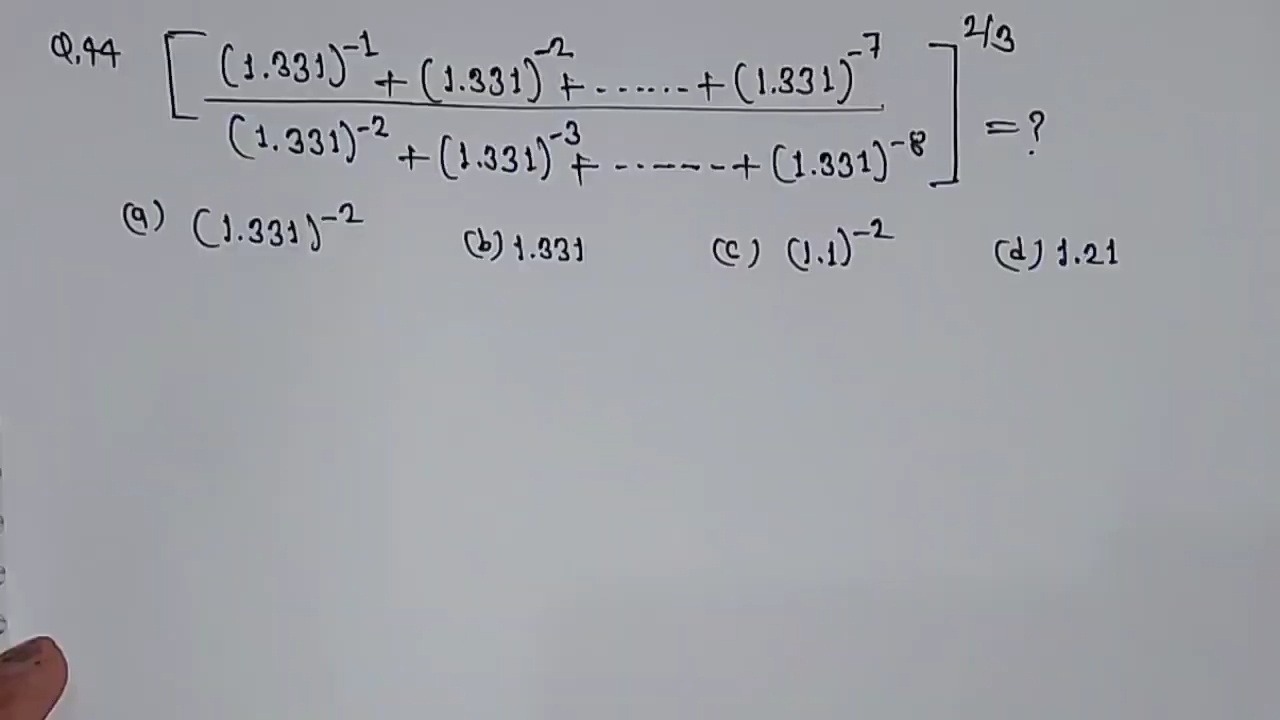 Q.44 [ (1.331)⁻¹ + (1.331)⁻² + ...... + (1.331)⁻⁷
(1.331)⁻² + (1.331)⁻³ + ------- + (1.331)⁻⁸ ]²/³ = ?
(a) (1.331)⁻² (b) 1.331 (c) (1.1)⁻² (d) 1.21